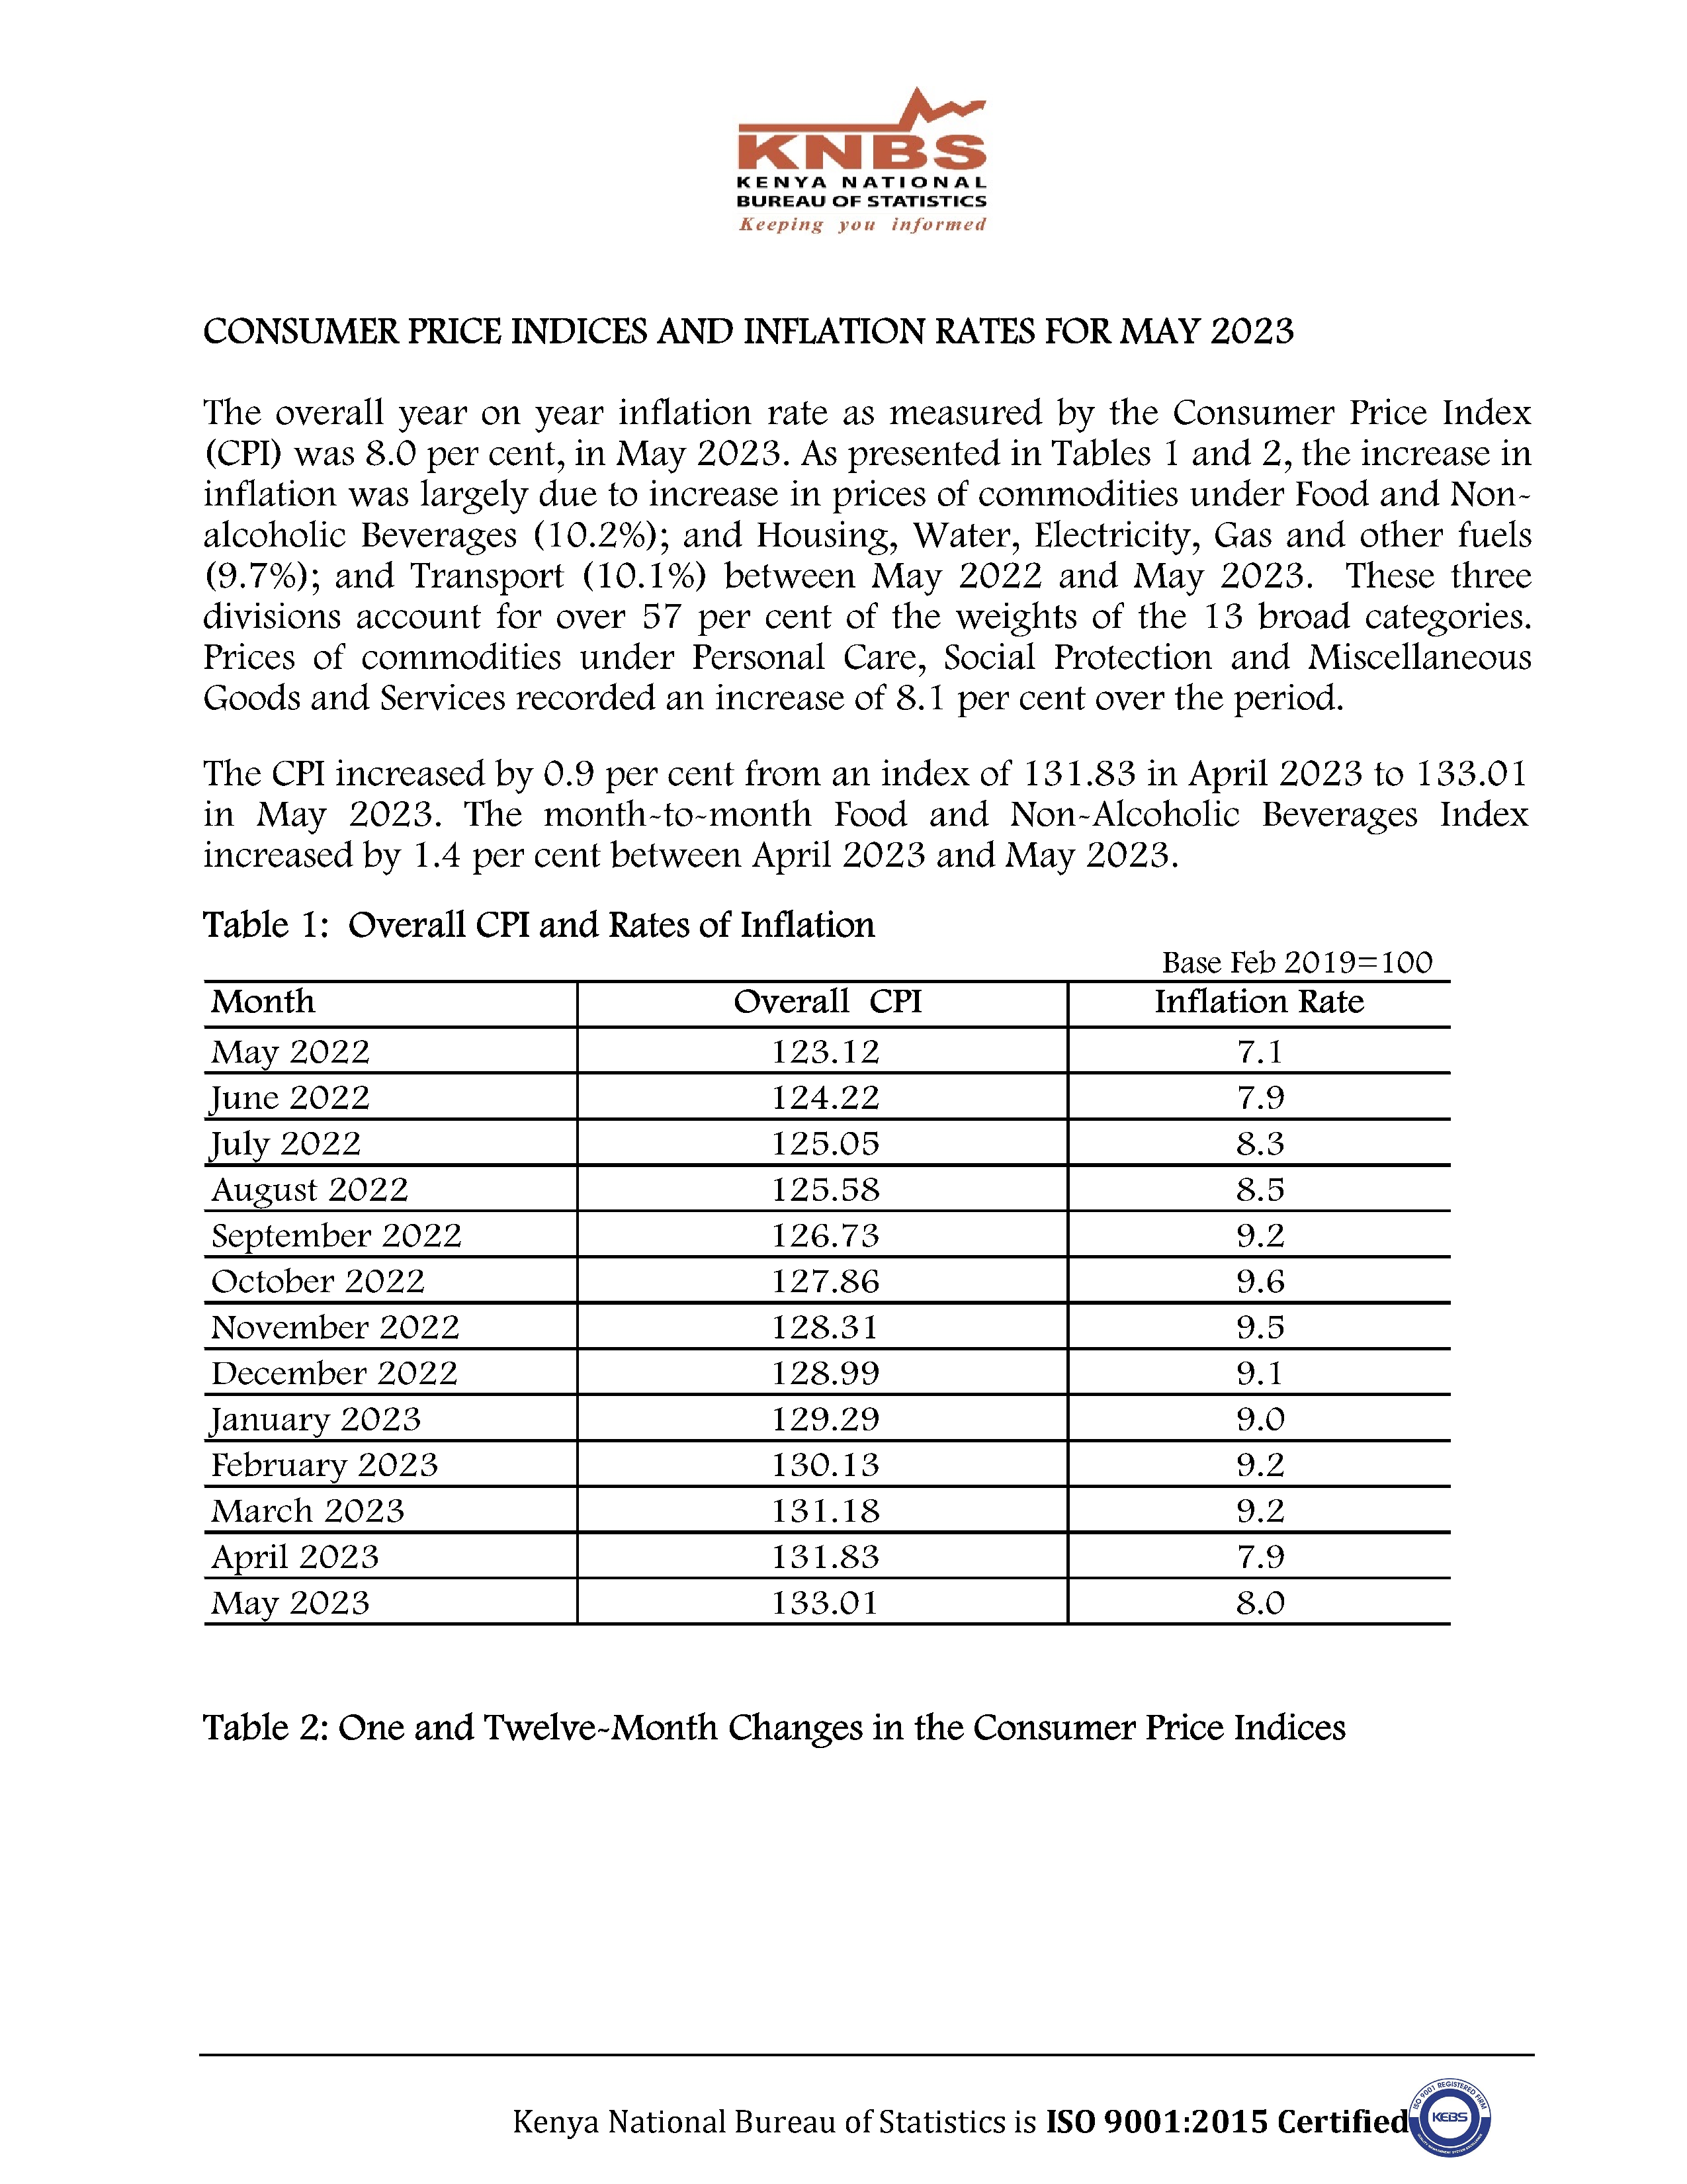 KNBS
KENYA NATIONAL
BUREAU OF STATISTICS
Keeping you informed
CONSUMER PRICE INDICES AND INFLATION RATES FOR MAY 2023
The overall year on year inflation rate as measured by the Consumer Price Index
(CPI) was 8.0 per cent, in May 2023. As presented in Tables 1 and 2, the increase in
inflation was largely due to increase in prices of commodities under Food and Non-
alcoholic Beverages (10.2%); and Housing, Water, Electricity, Gas and other fuels
(9.7%); and Transport (10.1%) between May 2022 and May 2023. These three
divisions account for over 57 per cent of the weights of the 13 broad categories.
Prices of commodities under Personal Care, Social Protection and Miscellaneous
Goods and Services recorded an increase of 8.1 per cent over the period.
The CPI increased by 0.9 per cent from an index of 131.83 in April 2023 to 133.01
in May 2023. The month-to-month Food and Non-Alcoholic Beverages Index
increased by 1.4 per cent between April 2023 and May 2023.
Table 1: Overall CPI and Rates of Inflation
Base Feb 2019=100
Month Overall CPI Inflation Rate
May 2022 123.12 7.1
June 2022 124.22 7.9
July 2022 125.05 8.3
August 2022 125.58 8.5
September 2022 126.73 9.2
October 2022 127.86 9.6
November 2022 128.31 9.5
December 2022 128.99 9.1
January 2023 129.29 9.0
February 2023 130.13 9.2
March 2023 131.18 9.2
April 2023 131.83 7.9
May 2023 133.01 8.0
Table 2: One and Twelve-Month Changes in the Consumer Price Indices
Kenya National Bureau of Statistics is ISO 9001:2015 Certified
ISO 9001 REGISTERED FIRM
KEBS